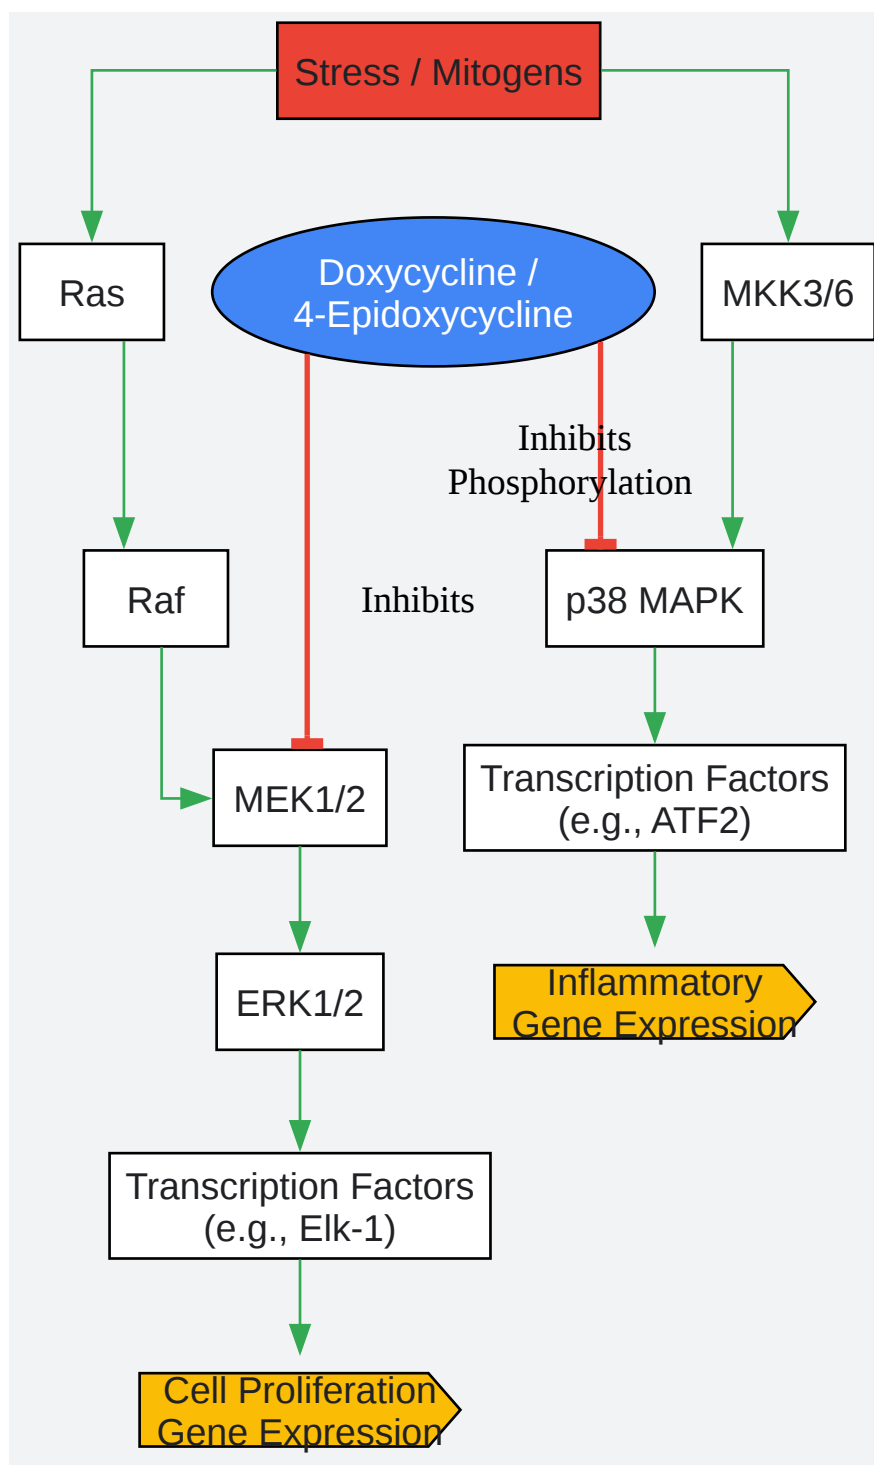 Stress / Mitogens
Ras
Doxycycline /
4-Epidoxycycline
MKK3/6
Inhibits
Phosphorylation
Raf
Inhibits
p38 MAPK
MEK1/2
Transcription Factors
(e.g., ATF2)
ERK1/2
Inflammatory
Gene Expression
Transcription Factors
(e.g., Elk-1)
Cell Proliferation
Gene Expression